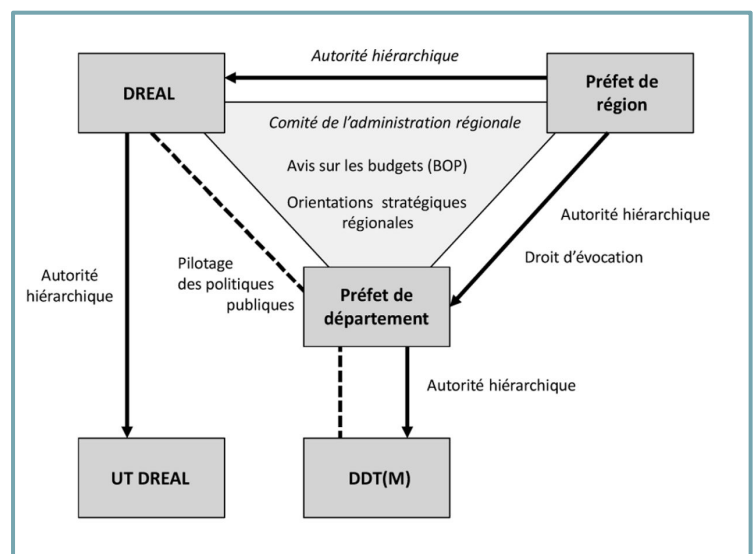 Autorité hiérarchique
DREAL
Préfet de
région
Comité de l'administration régionale
Avis sur les budgets (BOP)
Orientations stratégiques
régionales
Autorité hiérarchique
Droit d'évocation
Autorité
hiérarchique
Pilotage
des politiques
publiques
Préfet de
département
Autorité hiérarchique
UT DREAL
DDT(M)